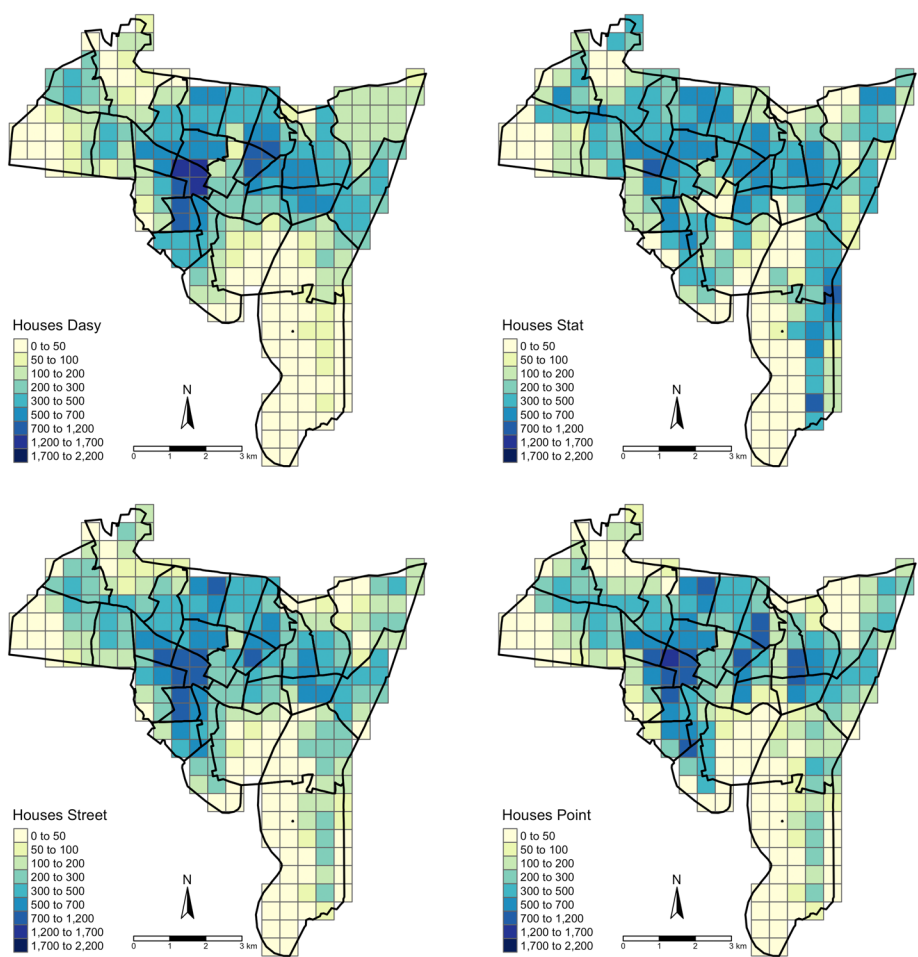 Houses Dasy
0 to 50
50 to 100
100 to 200
200 to 300
300 to 500
500 to 700
700 to 1,200
1,200 to 1,700
1,700 to 2,200
N
0 1 2 3 km
Houses Stat
0 to 50
50 to 100
100 to 200
200 to 300
300 to 500
500 to 700
700 to 1,200
1,200 to 1,700
1,700 to 2,200
N
0 1 2 3 km
Houses Street
0 to 50
50 to 100
100 to 200
200 to 300
300 to 500
500 to 700
700 to 1,200
1,200 to 1,700
1,700 to 2,200
N
0 1 2 3 km
Houses Point
0 to 50
50 to 100
100 to 200
200 to 300
300 to 500
500 to 700
700 to 1,200
1,200 to 1,700
1,700 to 2,200
N
0 1 2 3 km